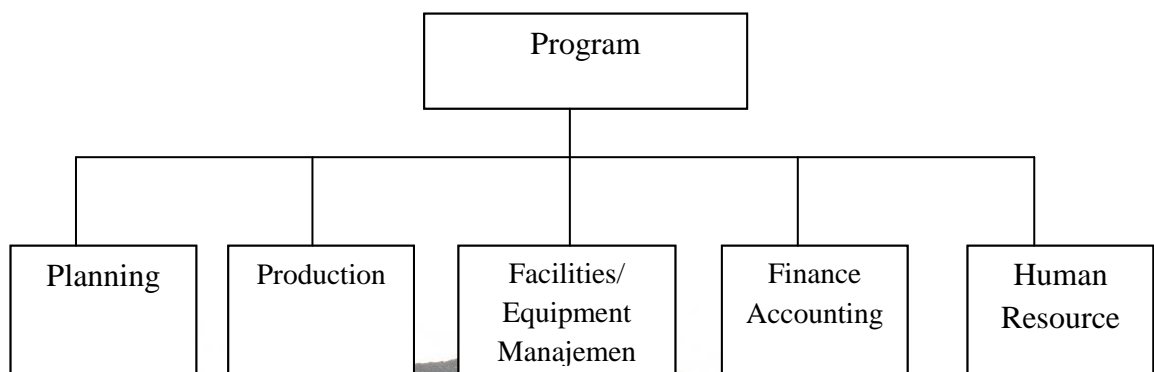 Program
Planning
Production
Facilities/
Equipment
Manajemen
Finance
Accounting
Human
Resource